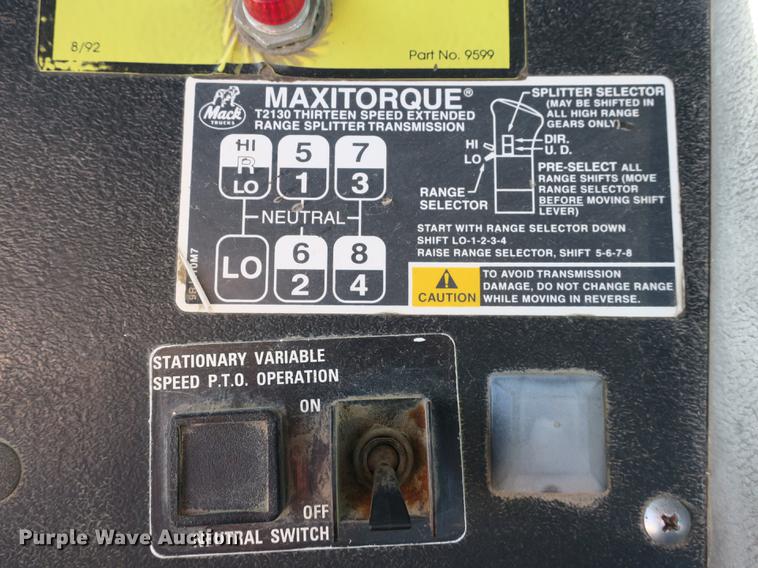 8/92
Part No. 9599
Mack
TRUCKS
MAXITORQUE®
T2130 THIRTEEN SPEED EXTENDED
RANGE SPLITTER TRANSMISSION
HI
R
LO
5
1
7
3
NEUTRAL
LO
6
2
8
4
SPLITTER SELECTOR
(MAY BE SHIFTED IN
ALL HIGH RANGE
GEARS ONLY)
HI
LO
DIR.
U. D.
RANGE
SELECTOR
PRE-SELECT ALL
RANGE SHIFTS (MOVE
RANGE SELECTOR
BEFORE MOVING SHIFT
LEVER)
START WITH RANGE SELECTOR DOWN
SHIFT LO-1-2-3-4
RAISE RANGE SELECTOR, SHIFT 5-6-7-8
CAUTION
TO AVOID TRANSMISSION
DAMAGE, DO NOT CHANGE RANGE
WHILE MOVING IN REVERSE.
STATIONARY VARIABLE
SPEED P.T.O. OPERATION
ON
OFF
NEUTRAL SWITCH
Purple Wave Auction